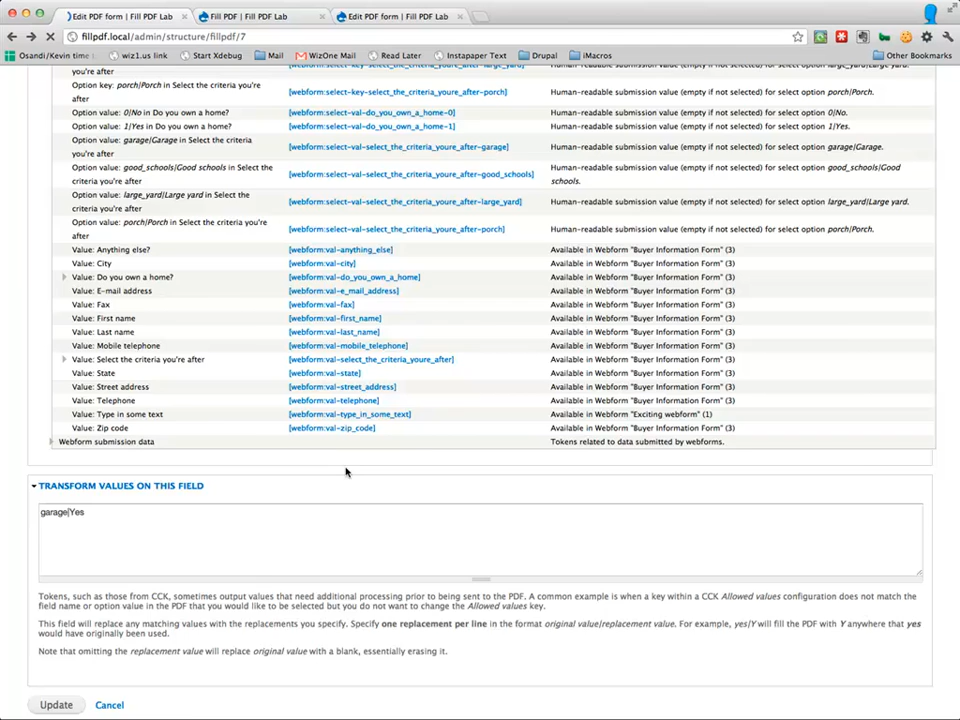 Edit PDF form | Fill PDF Lab
Fill PDF | Fill PDF Lab
Edit PDF form | Fill PDF Lab
fillpdf.local/admin/structure/fillpdf/7
Osandi/Kevin time
wiz1.us link
Start Xdebug
Mail
WizOne Mail
Read Later
Instapaper Text
Drupal
iMacros
Other Bookmarks
you're after
Option key: porch|Porch in Select the criteria you're
after
[webform:select-key-select_the_criteria_youre_after-porch]
Human-readable submission value (empty if not selected) for select option porch|Porch.
Option value: 0|No in Do you own a home?
[webform:select-val-do_you_own_a_home-0]
Human-readable submission value (empty if not selected) for select option 0|No.
Option value: 1|Yes in Do you own a home?
[webform:select-val-do_you_own_a_home-1]
Human-readable submission value (empty if not selected) for select option 1|Yes.
Option value: garage|Garage in Select the criteria
you're after
[webform:select-val-select_the_criteria_youre_after-garage]
Human-readable submission value (empty if not selected) for select option garage|Garage.
Option value: good_schools|Good schools in Select the
criteria you're after
[webform:select-val-select_the_criteria_youre_after-good_schools]
Human-readable submission value (empty if not selected) for select option good_schools|Good
schools.
Option value: large_yard|Large yard in Select the
criteria you're after
[webform:select-val-select_the_criteria_youre_after-large_yard]
Human-readable submission value (empty if not selected) for select option large_yard|Large yard.
Option value: porch|Porch in Select the criteria you're
after
[webform:select-val-select_the_criteria_youre_after-porch]
Human-readable submission value (empty if not selected) for select option porch|Porch.
Value: Anything else?
[webform:val-anything_else]
Available in Webform "Buyer Information Form" (3)
Value: City
[webform:val-city]
Available in Webform "Buyer Information Form" (3)
Value: Do you own a home?
[webform:val-do_you_own_a_home]
Available in Webform "Buyer Information Form" (3)
Value: E-mail address
[webform:val-e_mail_address]
Available in Webform "Buyer Information Form" (3)
Value: Fax
[webform:val-fax]
Available in Webform "Buyer Information Form" (3)
Value: First name
[webform:val-first_name]
Available in Webform "Buyer Information Form" (3)
Value: Last name
[webform:val-last_name]
Available in Webform "Buyer Information Form" (3)
Value: Mobile telephone
[webform:val-mobile_telephone]
Available in Webform "Buyer Information Form" (3)
Value: Select the criteria you're after
[webform:val-select_the_criteria_youre_after]
Available in Webform "Buyer Information Form" (3)
Value: State
[webform:val-state]
Available in Webform "Buyer Information Form" (3)
Value: Street address
[webform:val-street_address]
Available in Webform "Buyer Information Form" (3)
Value: Telephone
[webform:val-telephone]
Available in Webform "Buyer Information Form" (3)
Value: Type in some text
[webform:val-type_in_some_text]
Available in Webform "Exciting webform" (1)
Value: Zip code
[webform:val-zip_code]
Available in Webform "Buyer Information Form" (3)
Webform submission data
Tokens related to data submitted by webforms.
TRANSFORM VALUES ON THIS FIELD
garage|Yes
Tokens, such as those from CCK, sometimes output values that need additional processing prior to being sent to the PDF. A common example is when a key within a CCK Allowed values configuration does not match the
field name or option value in the PDF that you would like to be selected but you do not want to change the Allowed values key.
This field will replace any matching values with the replacements you specify. Specify one replacement per line in the format original value|replacement value. For example, yes|Y will fill the PDF with Y anywhere that yes
would have originally been used.
Note that omitting the replacement value will replace original value with a blank, essentially erasing it.
Update
Cancel